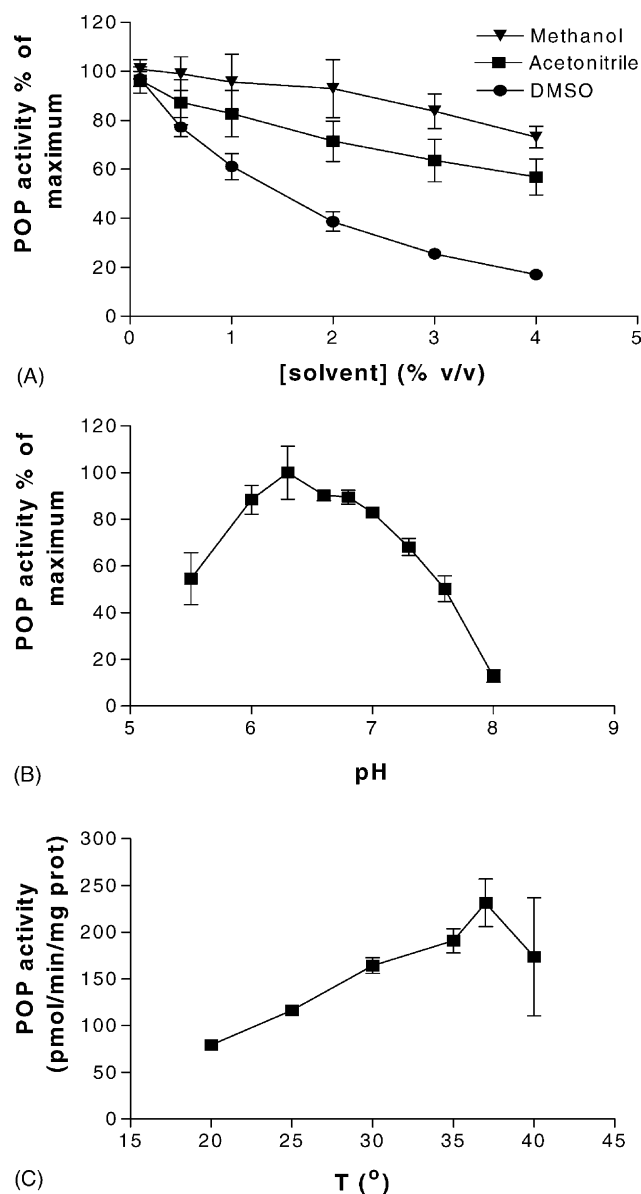 120
100
80
60
40
20
0
POP activity % of
maximum
Methanol
Acetonitrile
DMSO
0 1 2 3 4 5
[solvent] (% v/v)
(A)
120
100
80
60
40
20
0
POP activity % of
maximum
5 6 7 8 9
pH
(B)
300
250
200
150
100
50
0
POP activity
(pmol/min/mg prot)
15 20 25 30 35 40 45
T (º)
(C)